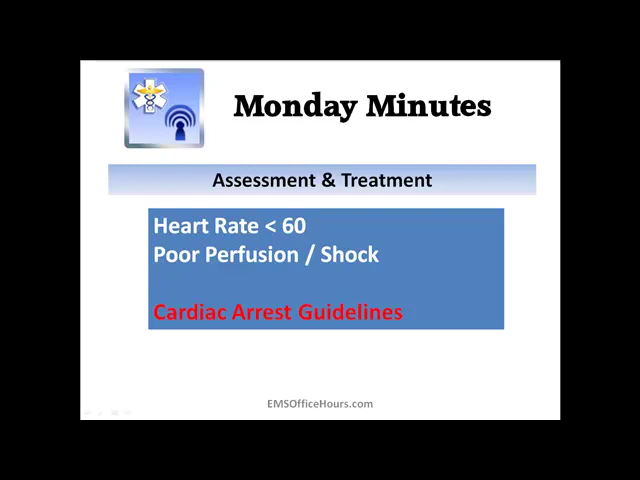 Monday Minutes
Assessment & Treatment
Heart Rate < 60
Poor Perfusion / Shock
Cardiac Arrest Guidelines
EMSOfficeHours.com